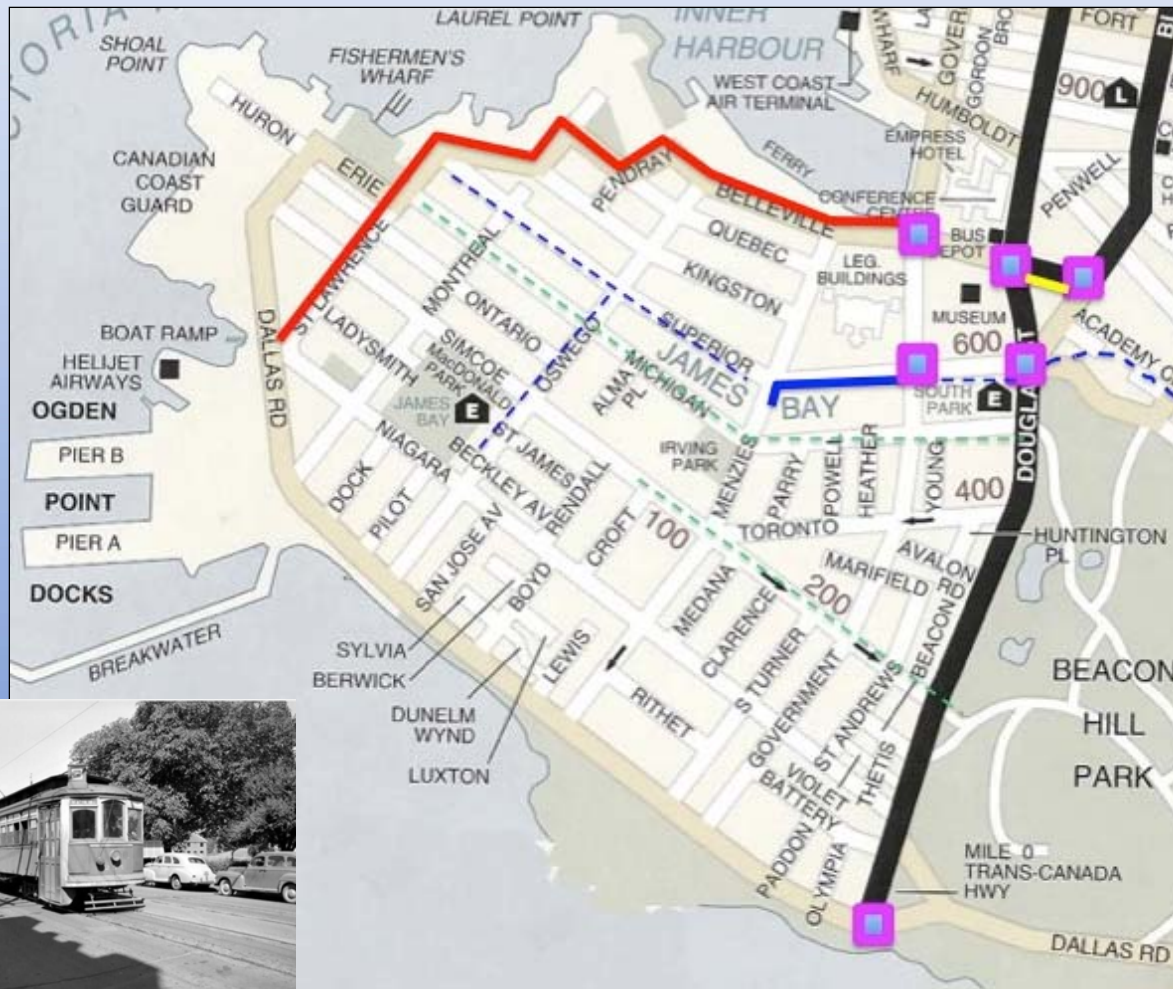 LAUREL POINT
INNER
HARBOUR
FORT
SHOAL
POINT
FISHERMEN'S
WHARF
WHARF
GORDON
WEST COAST
AIR TERMINAL
900
L
HURON
HUMBOLDT
EMPRESS
HOTEL
CANADIAN
COAST
GUARD
ERIE
PENDRAY
FERRY
PENWELL
BELLEVILLE
CONFERENCE
BUS
QUEBEC
LEG.
BUILDINGS
ST LAWRENCE
MONTREAL
KINGSTON
MUSEUM
600
ONTARIO
SUPERIOR
ACADEMY
DALLAS RD
BOAT RAMP
HELIJET
AIRWAYS
LADYSMITH
SIMCOE
MacDONALD
PARK
OSWEGO
JAMES
BAY
MICHIGAN
ALMA
PL
JAMES
BAY
SOUTH
PARK
E
E
OGDEN
PIER B
POINT
PIER A
DOCKS
NIAGARA
BECKLEY AV
ST JAMES
RENDALL
IRVING
PARK
MENZIES
PARRY
POWELL
HEATHER
YOUNG
400
DOCK
PILOT
CROFT
100
TORONTO
HUNTINGTON
PL
SAN JOSE AV
BOYD
AVALON
RD
MARIFIELD
200
MEDANA
CLARENCE
BEACON
BREAKWATER
SYLVIA
BERWICK
LEWIS
S TURNER
GOVERNMENT
ST ANDREWS
BEACON
HILL
PARK
DUNELM
WYND
LUXTON
RITHET
THETIS
VIOLET
BATTERY
PADDON
OLYMPIA
MILE 0
TRANS-CANADA
HWY
DALLAS RD